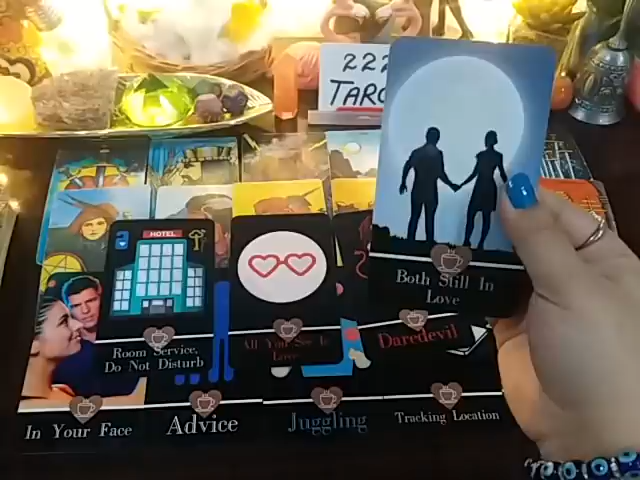 222
TARO
HOTEL
Both Still In
Love
Room Service,
Do Not Disturb
All You See Is
Love
Daredevil
In Your Face
Advice
Juggling
Tracking Location